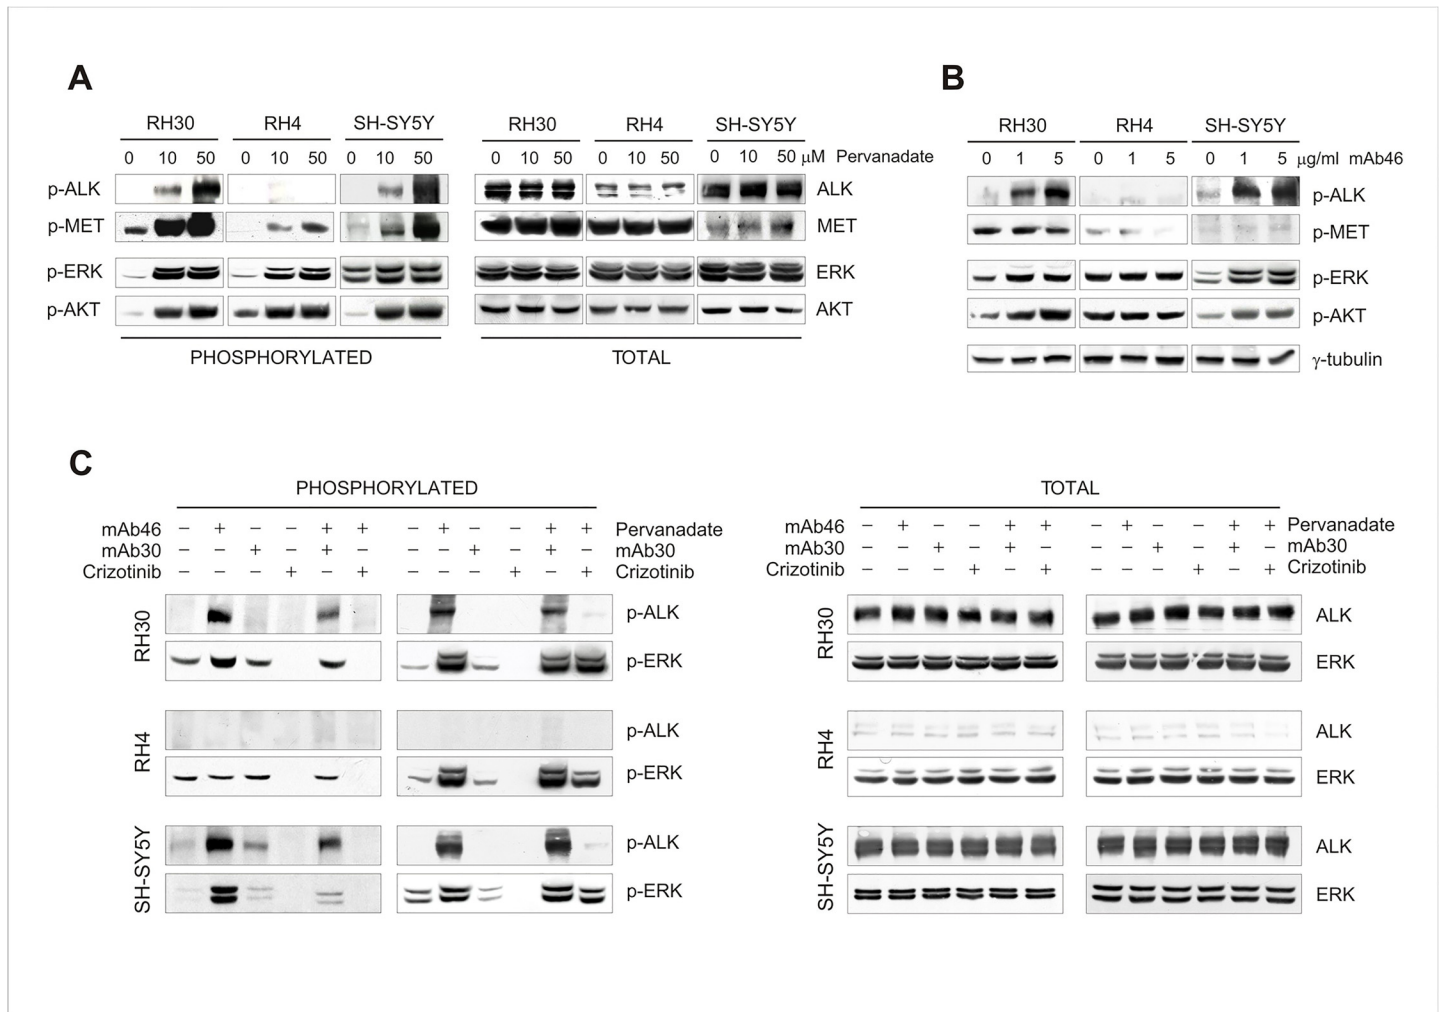 A
B
RH30 RH4 SH-SY5Y RH30 RH4 SH-SY5Y
0 10 50 0 10 50 0 10 50 0 10 50 0 10 50 0 10 50 μM Pervanadate
p-ALK ALK
p-MET MET
p-ERK ERK
p-AKT AKT
PHOSPHORYLATED TOTAL
RH30 RH4 SH-SY5Y
0 1 5 0 1 5 0 1 5 μg/ml mAb46
p-ALK
p-MET
p-ERK
p-AKT
γ-tubulin
C
PHOSPHORYLATED
mAb46 – + – – + + – + – – + + Pervanadate
mAb30 – – + – + – – – + – + – mAb30
Crizotinib – – – + – + – – – + – + Crizotinib
RH30
p-ALK
p-ERK
RH4
p-ALK
p-ERK
SH-SY5Y
p-ALK
p-ERK
TOTAL
mAb46 – + – – + + – + – – + + Pervanadate
mAb30 – – + – + – – – + – + – mAb30
Crizotinib – – – + – + – – – + – + Crizotinib
RH30
ALK
ERK
RH4
ALK
ERK
SH-SY5Y
ALK
ERK